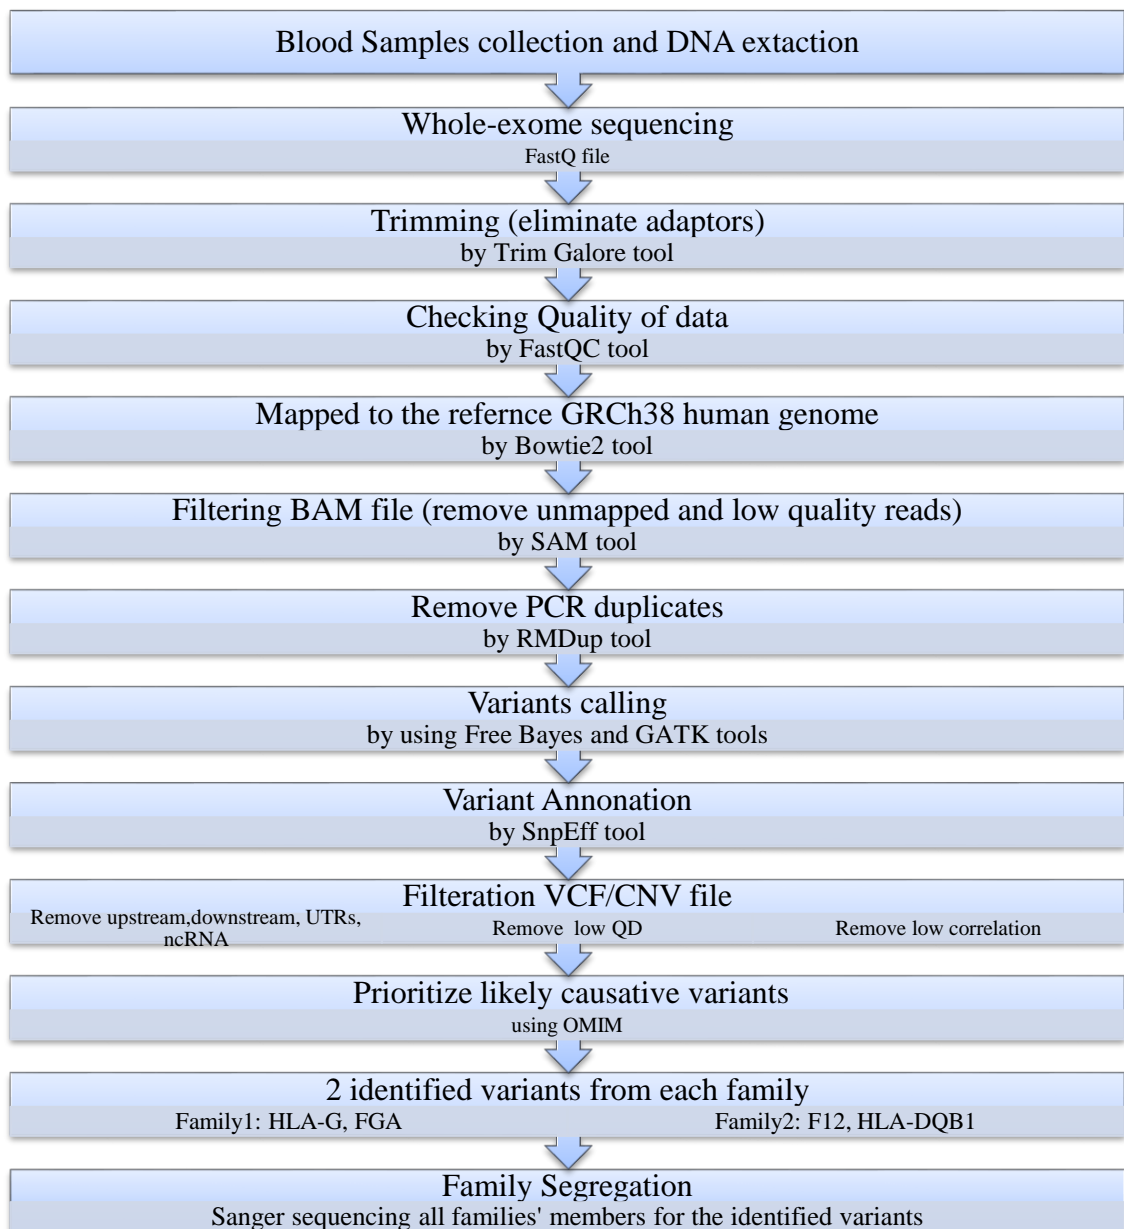 Blood Samples collection and DNA extaction
Whole-exome sequencing
FastQ file
Trimming (eliminate adaptors)
by Trim Galore tool
Checking Quality of data
by FastQC tool
Mapped to the refernce GRCh38 human genome
by Bowtie2 tool
Filtering BAM file (remove unmapped and low quality reads)
by SAM tool
Remove PCR duplicates
by RMDup tool
Variants calling
by using Free Bayes and GATK tools
Variant Annonation
by SnpEff tool
Filteration VCF/CNV file
Remove upstream,downstream, UTRs,
ncRNA
Remove low QD
Remove low correlation
Prioritize likely causative variants
using OMIM
2 identified variants from each family
Family1: HLA-G, FGA
Family2: F12, HLA-DQB1
Family Segregation
Sanger sequencing all families' members for the identified variants